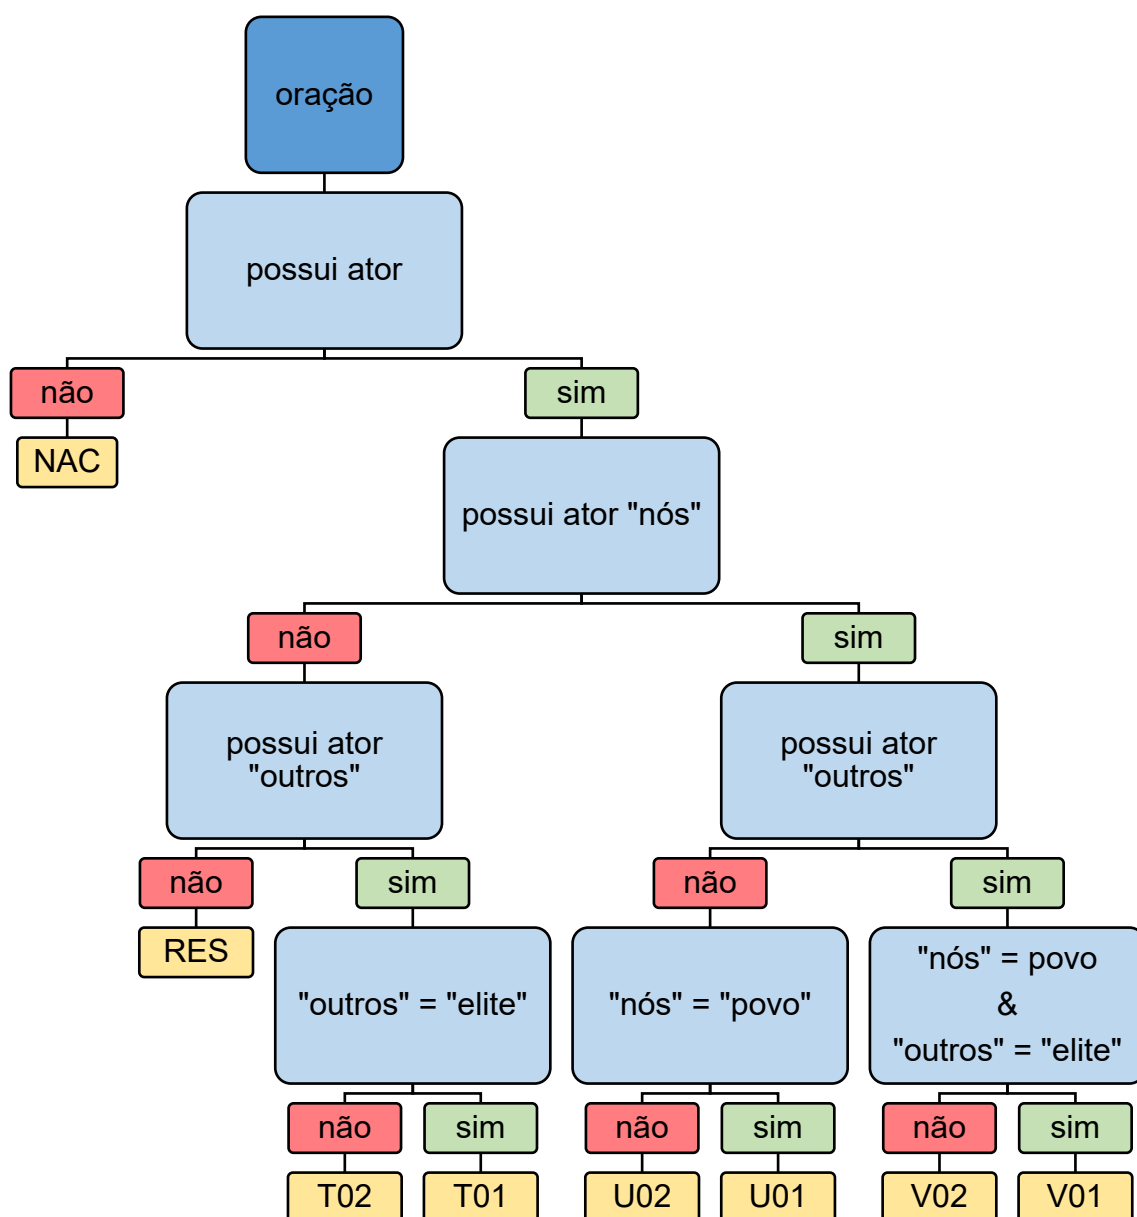 oração
possui ator
não
sim
NAC
possui ator "nós"
não
sim
possui ator
"outros"
possui ator
"outros"
não
sim
não
sim
RES
"outros" = "elite"
"nós" = "povo"
"nós" = povo
&
"outros" = "elite"
não
sim
não
sim
não
sim
T02
T01
U02
U01
V02
V01